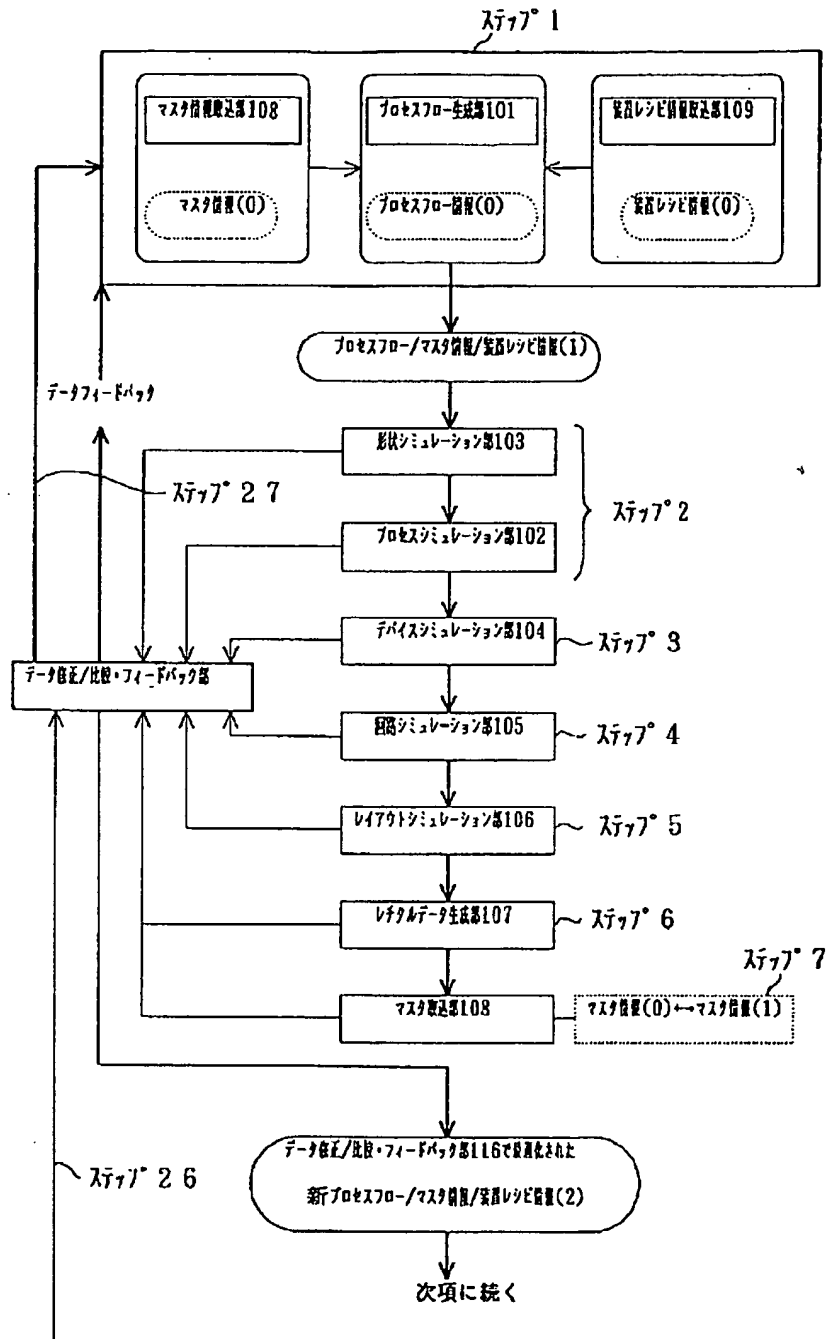 ステップ 1
マスタ情報取込部108
プロセスフロー生成部101
装置レシピ情報取込部109
マスタ情報(0)
プロセスフロー情報(0)
装置レシピ情報(0)
プロセスフロー/マスタ情報/装置レシピ情報(1)
データフィードバック
形状シミュレーション部103
ステップ 27
ステップ 2
プロセスシミュレーション部102
デバイスシミュレーション部104
ステップ 3
データ修正/比較・フィードバック部
回路シミュレーション部105
ステップ 4
レイアウトシミュレーション部106
ステップ 5
レチクルデータ生成部107
ステップ 6
ステップ 7
マスタ取込部108
マスタ情報(0)↔マスタ情報(1)
データ修正/比較・フィードバック部116で最適化された
新プロセスフロー/マスタ情報/装置レシピ情報(2)
ステップ 26
次項に続く